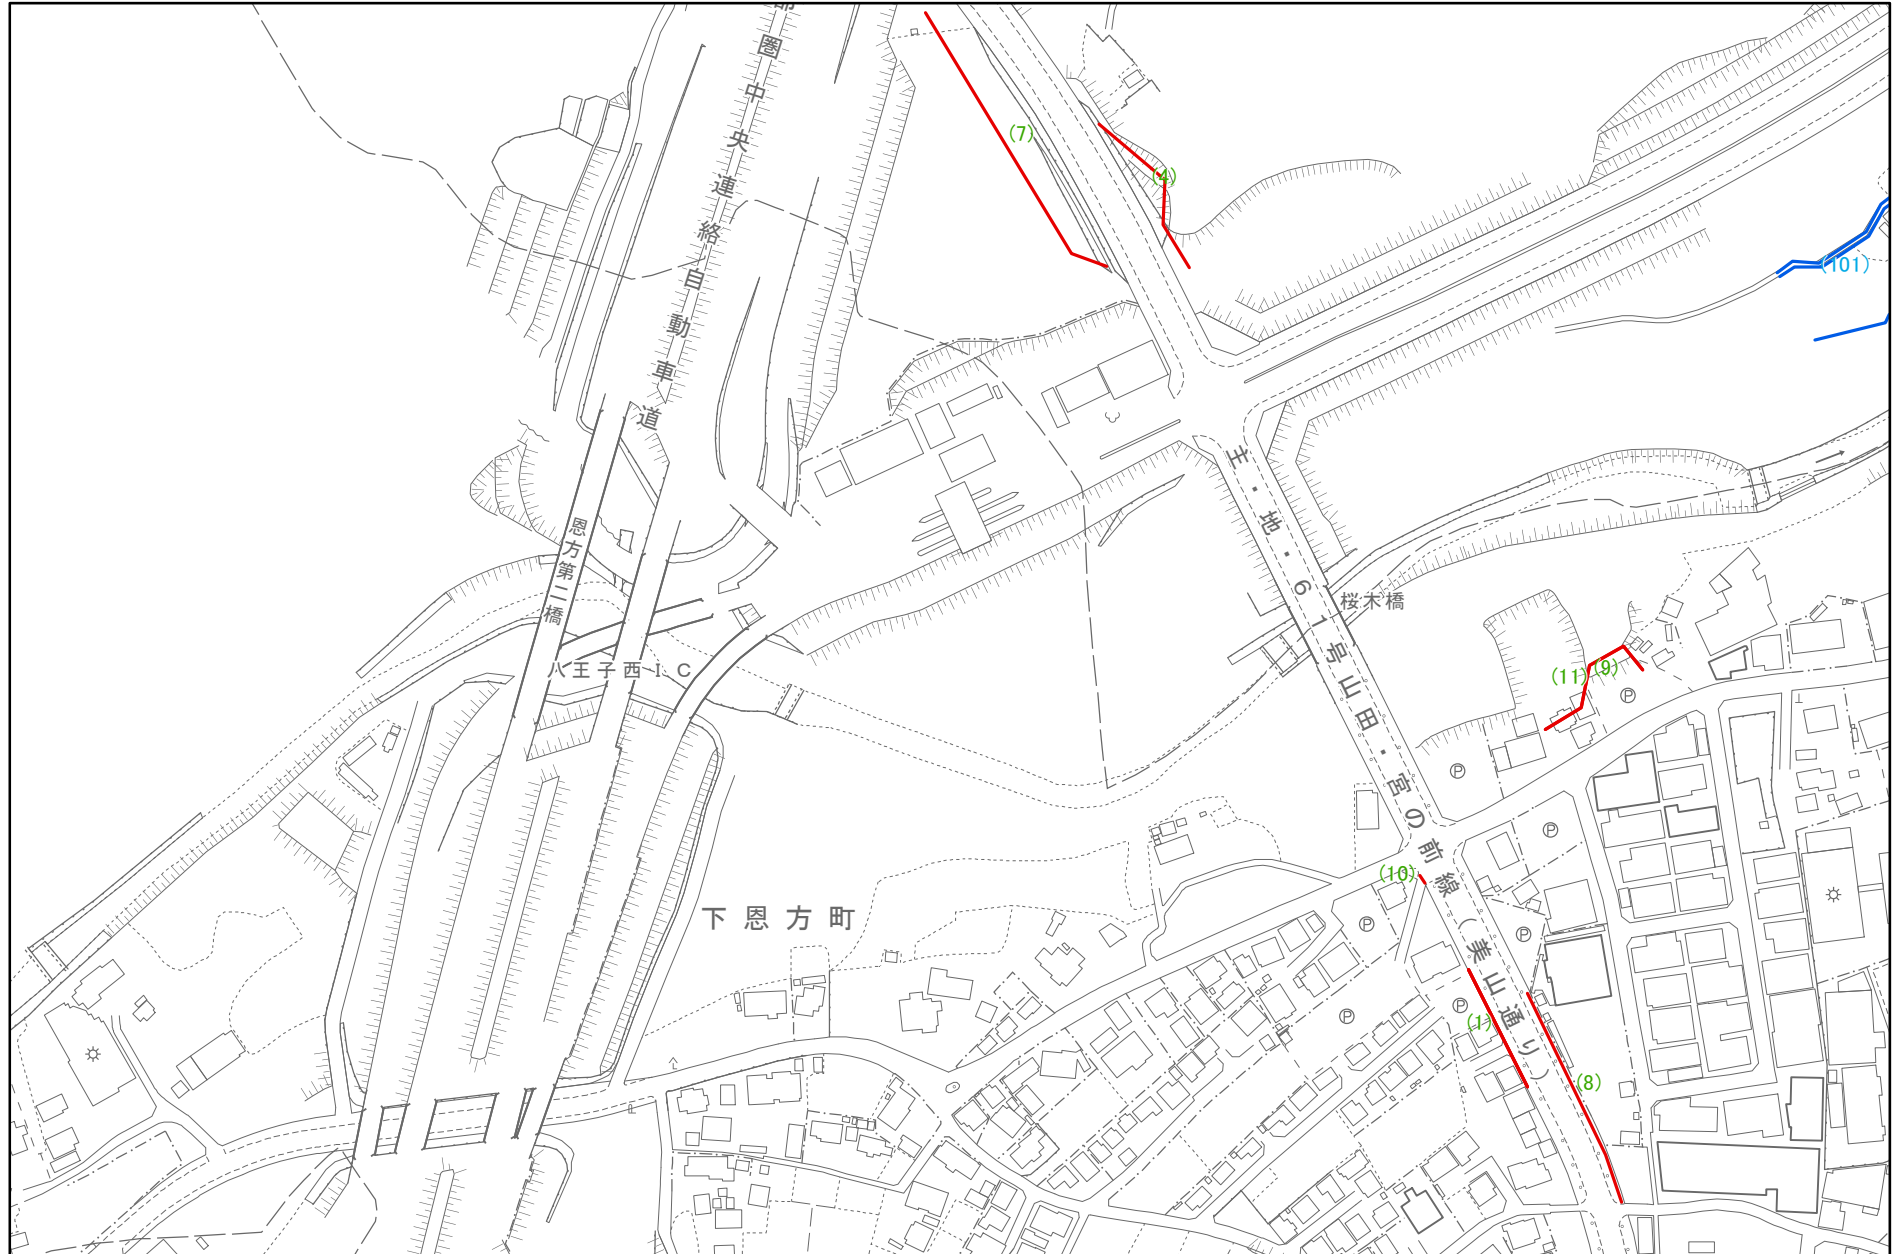 都圏中央連絡自動車道
(7)
(4)
(101)
恩方第二橋
主・地・61号山田・宮の前線(美山通り)
桜木橋
八王子西IC
(11)
(9)
Ⓟ
Ⓟ
Ⓟ
(10)
下恩方町
Ⓟ
Ⓟ
Ⓟ
Ⓟ
(1)
(8)